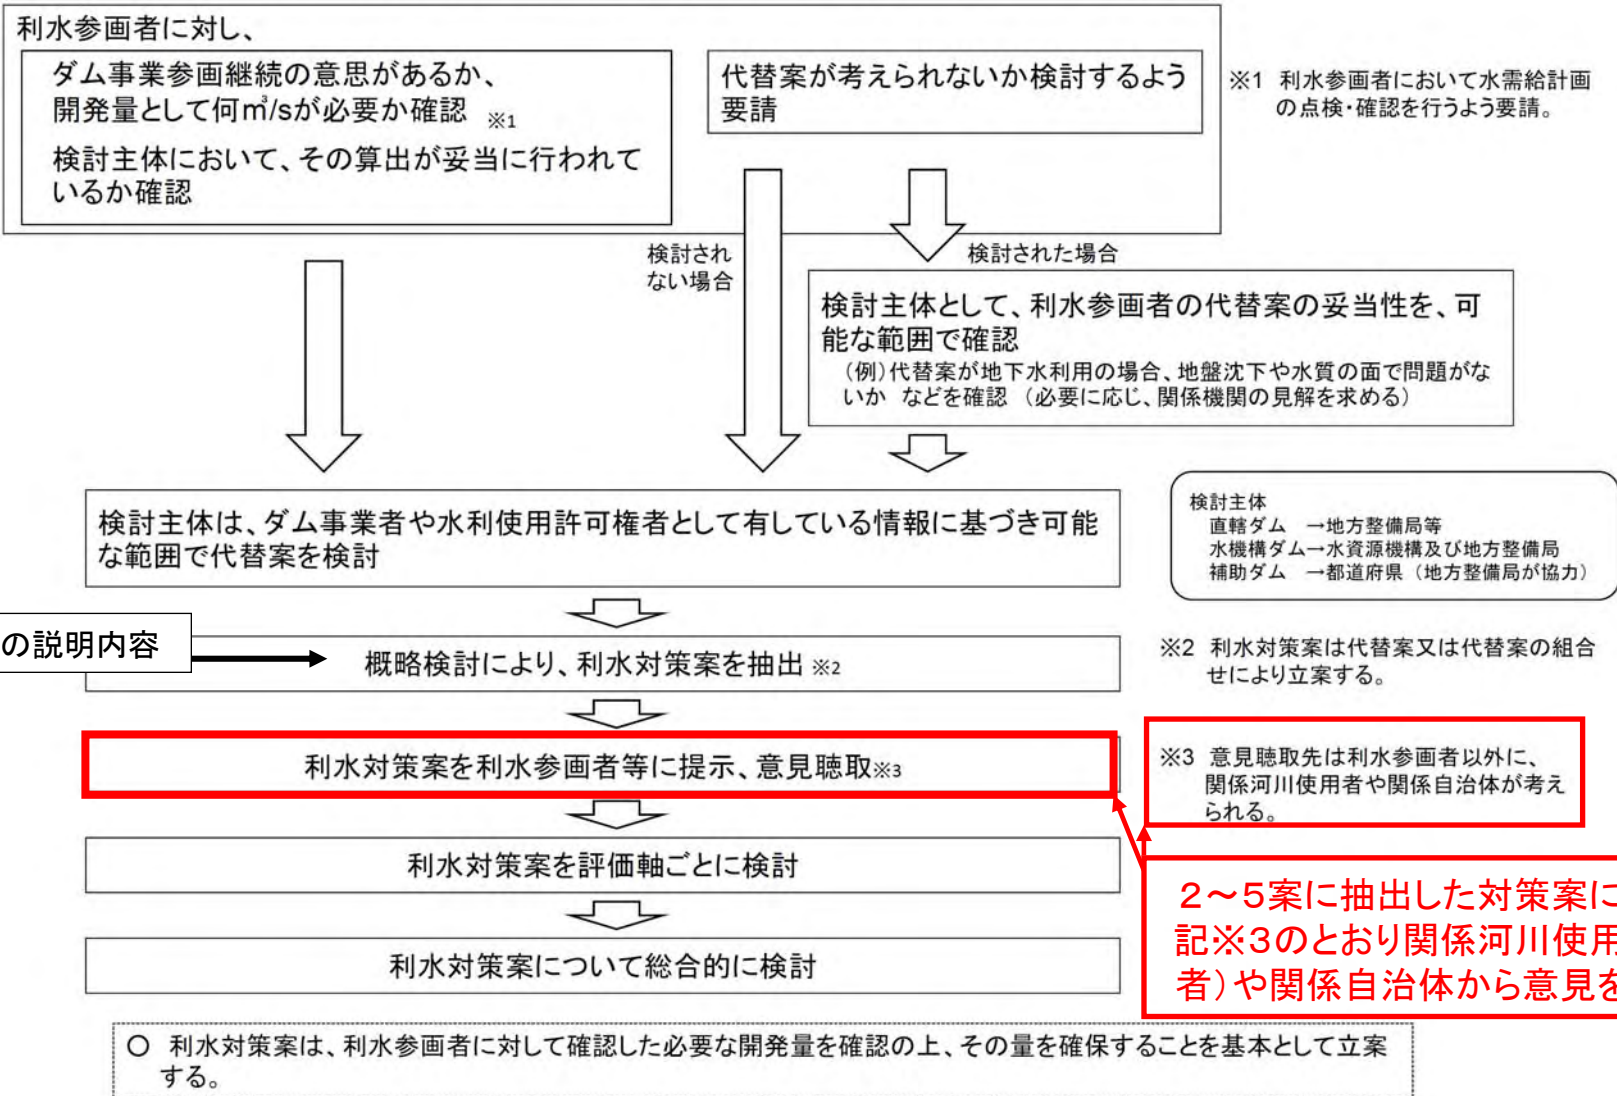 利水参画者に対し、
ダム事業参画継続の意思があるか、
開発量として何㎥/sが必要か確認 ※1
検討主体において、その算出が妥当に行われて
いるか確認
代替案が考えられないか検討するよう
要請
※1 利水参画者において水需給計画
の点検・確認を行うよう要請。
検討され
ない場合
検討された場合
検討主体として、利水参画者の代替案の妥当性を、可
能な範囲で確認
（例）代替案が地下水利用の場合、地盤沈下や水質の面で問題がな
いか などを確認 （必要に応じ、関係機関の見解を求める）
検討主体は、ダム事業者や水利使用許可権者として有している情報に基づき可能
な範囲で代替案を検討
検討主体
直轄ダム →地方整備局等
水機構ダム→水資源機構及び地方整備局
補助ダム →都道府県（地方整備局が協力）
の説明内容
概略検討により、利水対策案を抽出 ※2
※2 利水対策案は代替案又は代替案の組合
せにより立案する。
利水対策案を利水参画者等に提示、意見聴取※3
※3 意見聴取先は利水参画者以外に、
関係河川使用者や関係自治体が考え
られる。
利水対策案を評価軸ごとに検討
２～５案に抽出した対策案に
記※３のとおり関係河川使用
者）や関係自治体から意見を
利水対策案について総合的に検討
○ 利水対策案は、利水参画者に対して確認した必要な開発量を確認の上、その量を確保することを基本として立案
する。